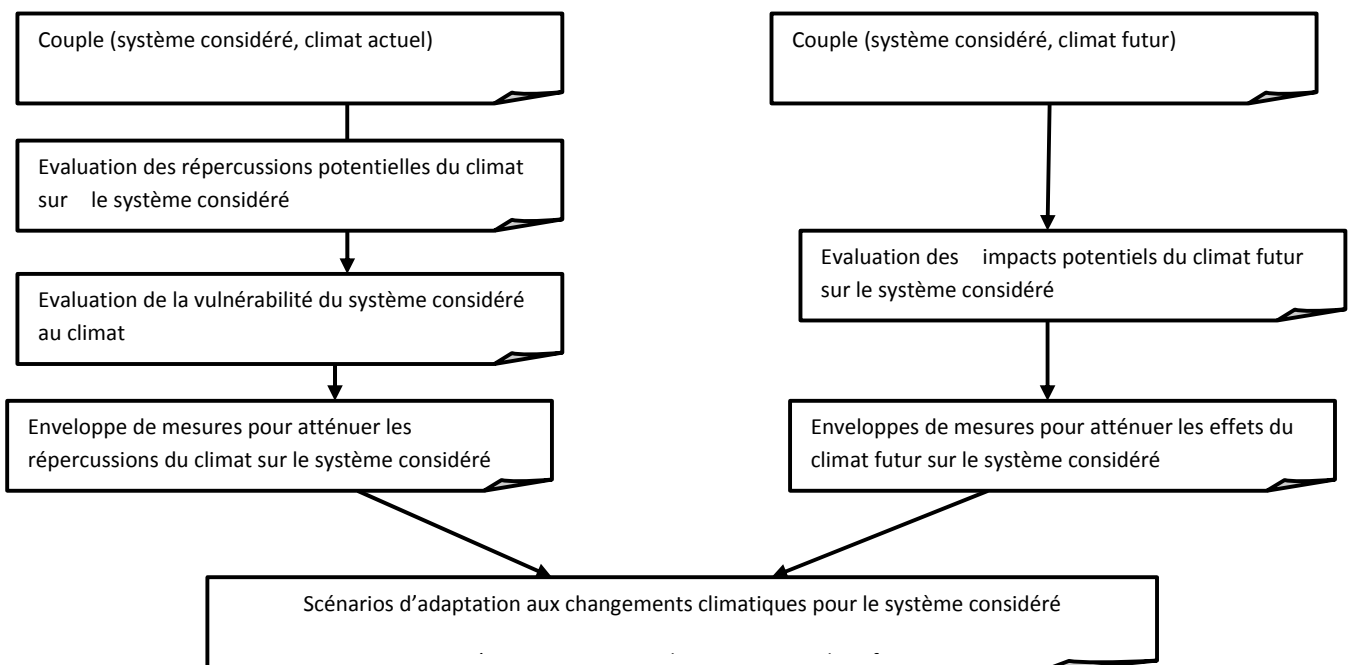 Couple (système considéré, climat actuel)
Couple (système considéré, climat futur)
Evaluation des répercussions potentielles du climat
sur le système considéré
Evaluation des impacts potentiels du climat futur
sur le système considéré
Evaluation de la vulnérabilité du système considéré
au climat
Enveloppe de mesures pour atténuer les
répercussions du climat sur le système considéré
Enveloppes de mesures pour atténuer les effets du
climat futur sur le système considéré
Scénarios d’adaptation aux changements climatiques pour le système considéré